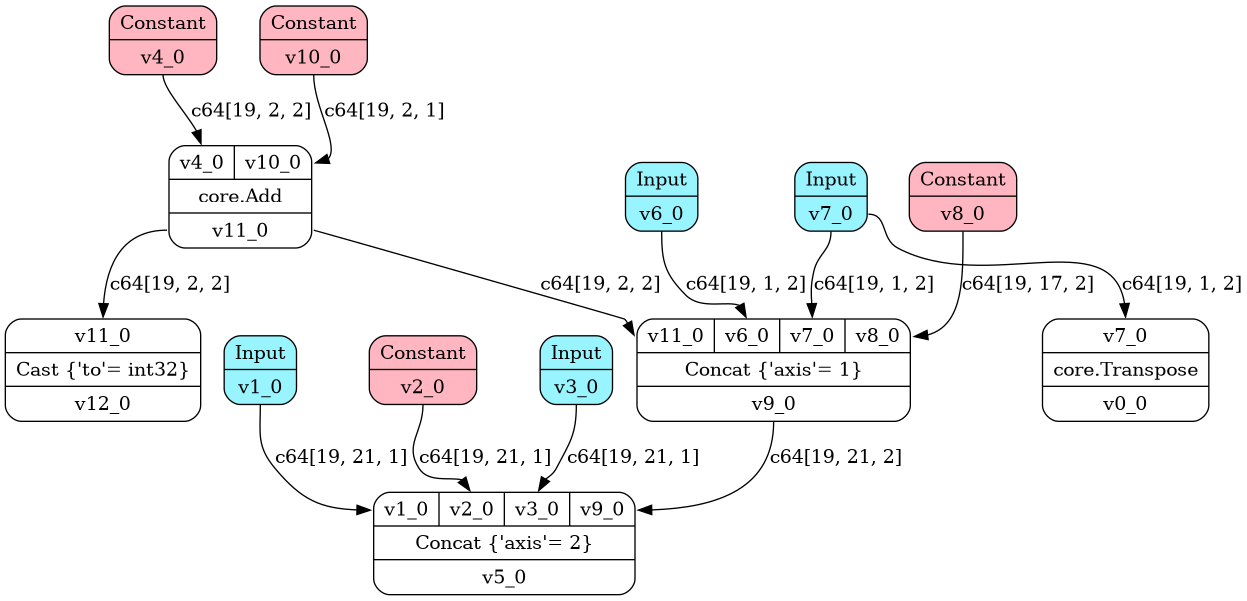 Constant
v4_0
Constant
v10_0
c64[19, 2, 2]
c64[19, 2, 1]
v4_0 v10_0
core.Add
v11_0
Input
v6_0
Input
v7_0
Constant
v8_0
c64[19, 2, 2]
c64[19, 2, 2]
c64[19, 1, 2]
c64[19, 1, 2]
c64[19, 17, 2]
c64[19, 1, 2]
v11_0
Cast {'to'= int32}
v12_0
Input
v1_0
Constant
v2_0
Input
v3_0
v11_0 v6_0 v7_0 v8_0
Concat {'axis'= 1}
v9_0
v7_0
core.Transpose
v0_0
c64[19, 21, 1]
c64[19, 21, 1]
c64[19, 21, 1]
c64[19, 21, 2]
v1_0 v2_0 v3_0 v9_0
Concat {'axis'= 2}
v5_0